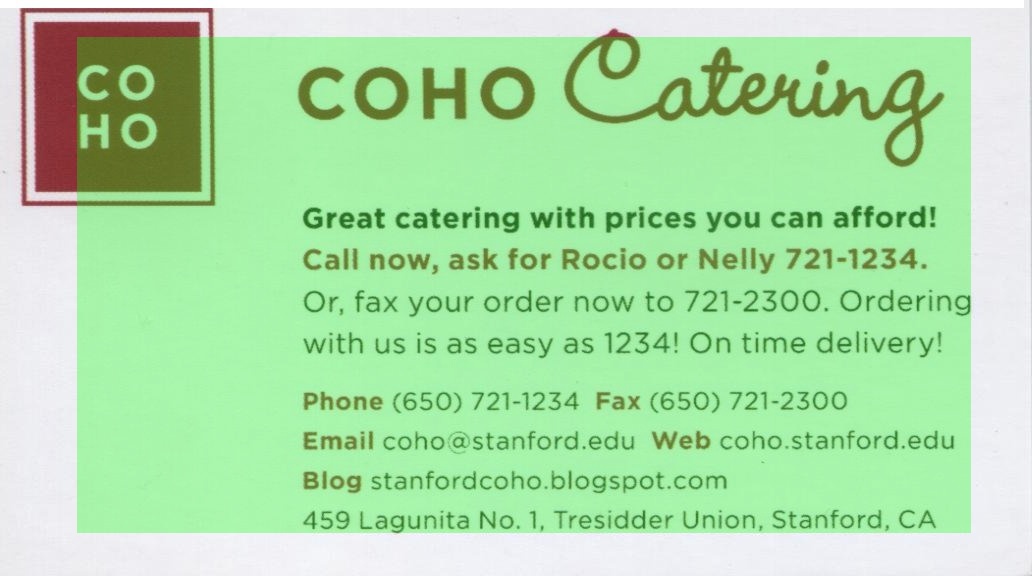 CO
HO
COHO Catering
Great catering with prices you can afford!
Call now, ask for Rocio or Nelly 721-1234.
Or, fax your order now to 721-2300. Ordering
with us is as easy as 1234! On time delivery!
Phone (650) 721-1234 Fax (650) 721-2300
Email coho@stanford.edu Web coho.stanford.edu
Blog stanfordcoho.blogspot.com
459 Lagunita No. 1, Tresidder Union, Stanford, CA